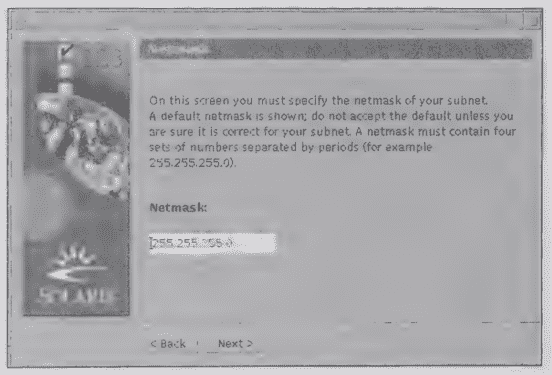 Netmask
On this screen you must specify the netmask of your subnet.
A default netmask is shown; do not accept the default unless you
are sure it is correct for your subnet. A netmask must contain four
sets of numbers separated by periods (for example
255.255.255.0).
Netmask:
255.255.255.0
SOLARIS
< Back
Next >